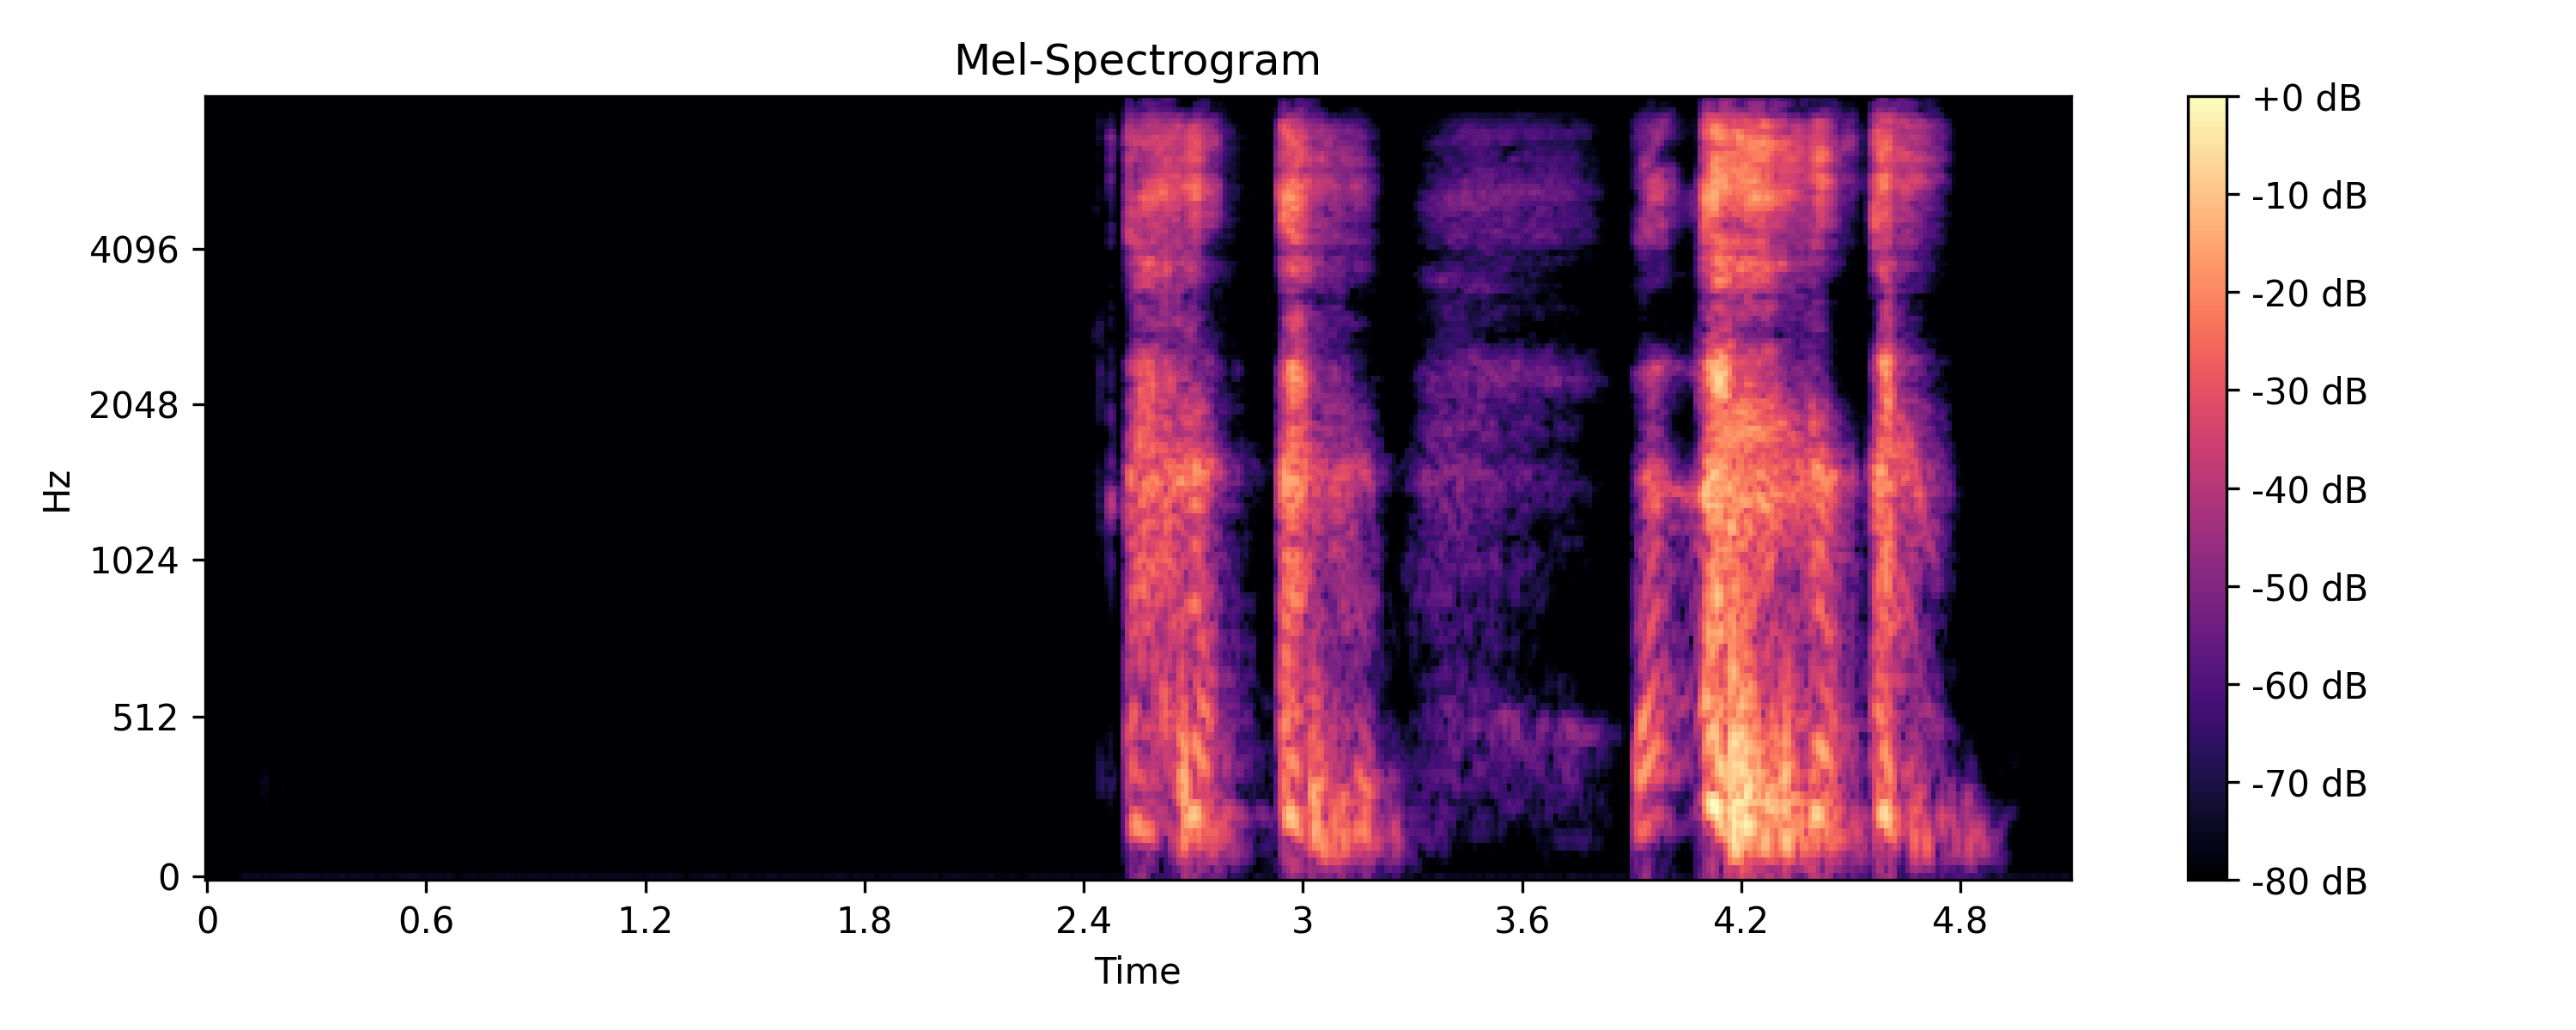 Mel-Spectrogram
+0 dB
-10 dB
-20 dB
-30 dB
-40 dB
-50 dB
-60 dB
-70 dB
-80 dB
Hz
4096
2048
1024
512
0
0 0.6 1.2 1.8 2.4 3 3.6 4.2 4.8
Time